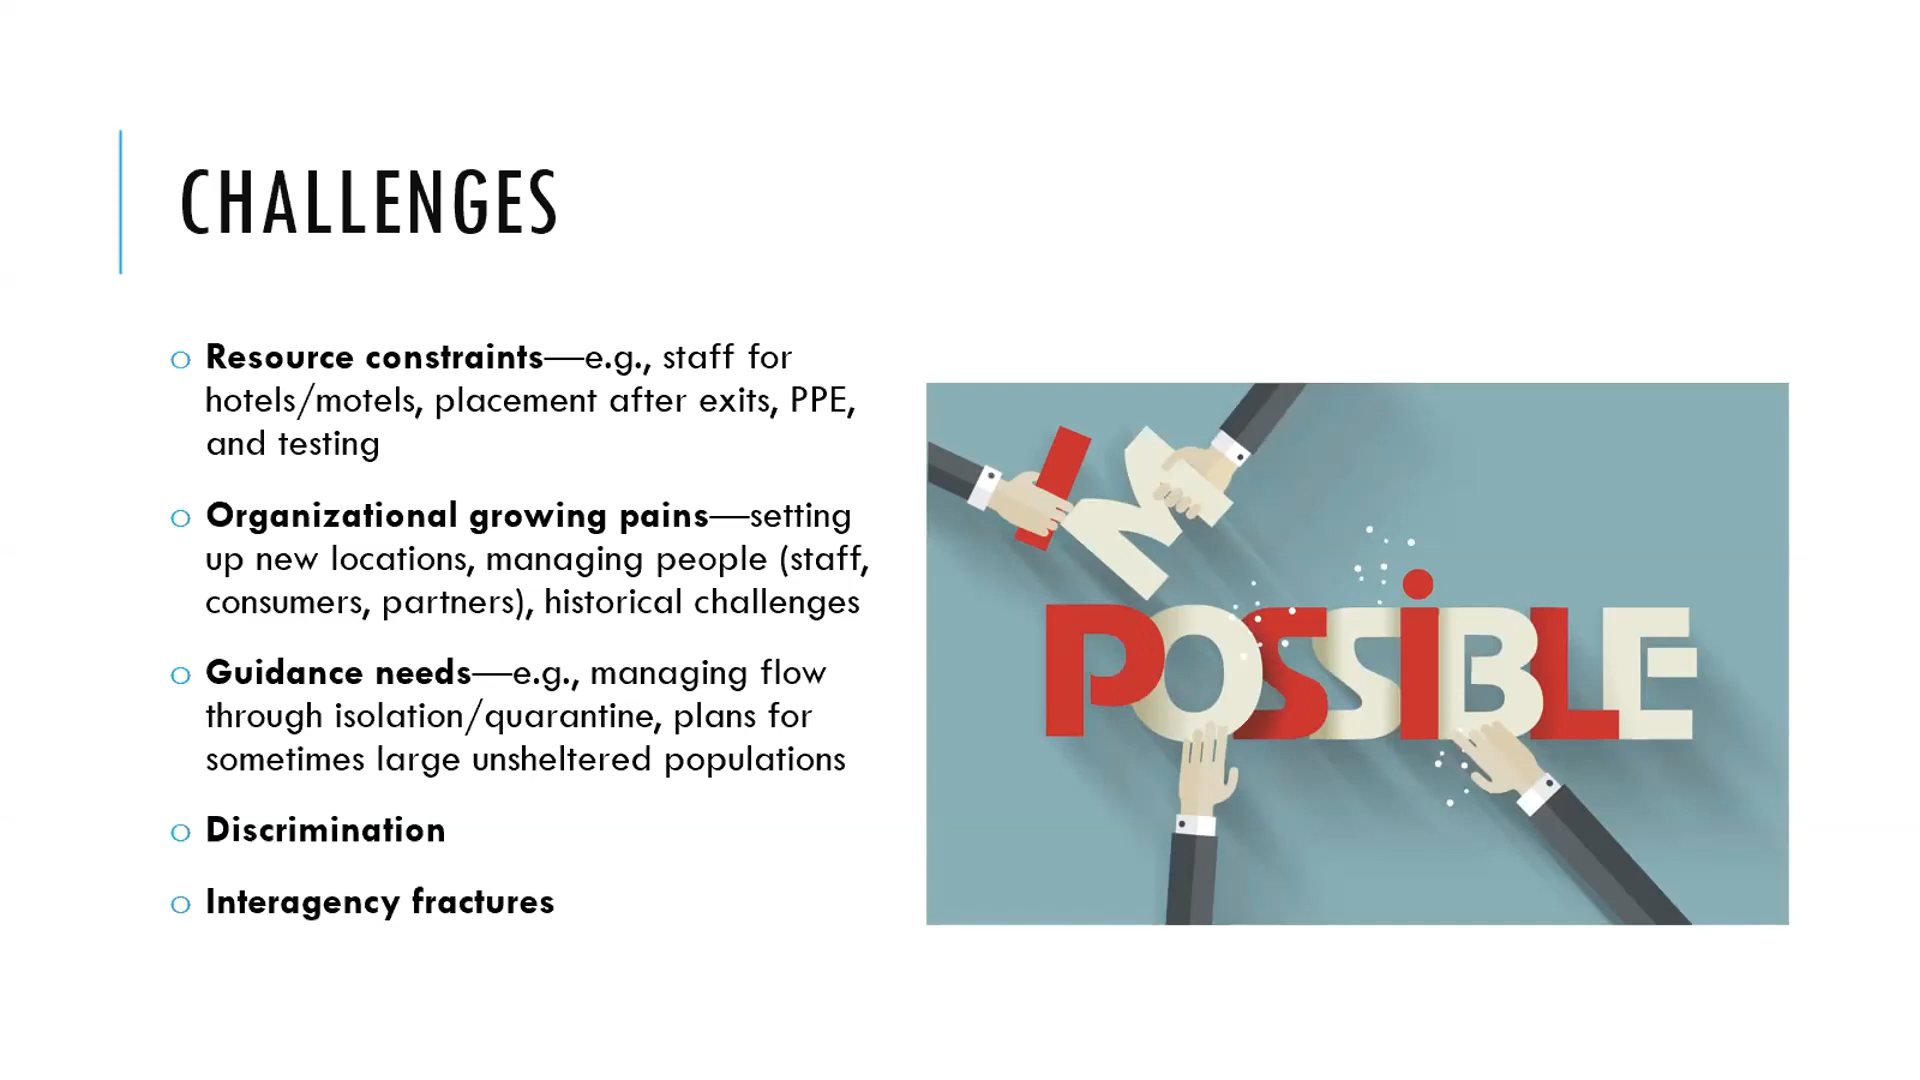 CHALLENGES
o Resource constraints—e.g., staff for
hotels/motels, placement after exits, PPE,
and testing
o Organizational growing pains—setting
up new locations, managing people (staff,
consumers, partners), historical challenges
o Guidance needs—e.g., managing flow
through isolation/quarantine, plans for
sometimes large unsheltered populations
o Discrimination
o Interagency fractures
IM
POSSiBLE